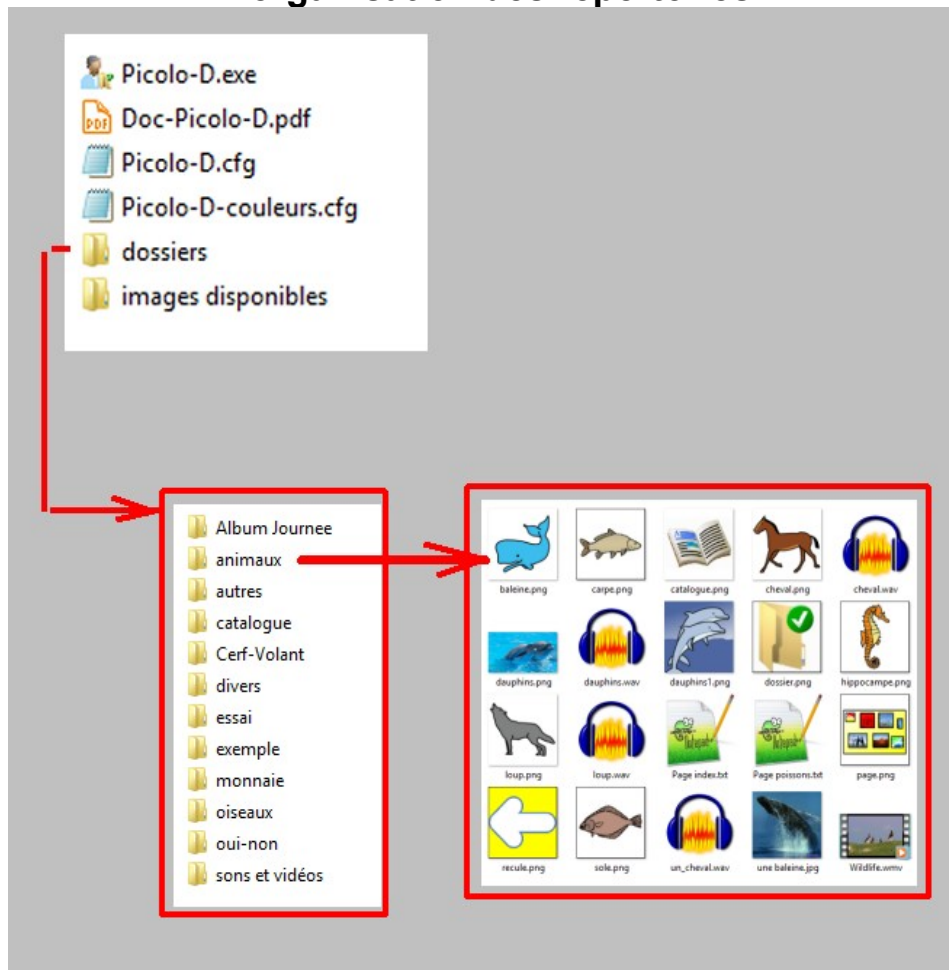 Picolo-D.exe
Doc-Picolo-D.pdf
Picolo-D.cfg
Picolo-D-couleurs.cfg
dossiers
images disponibles
Album Journee
animaux
autres
catalogue
Cerf-Volant
divers
essai
exemple
monnaie
oiseaux
oui-non
sons et vidéos
baleine.png carpe.png catalogue.png cheval.png cheval.wav
dauphins.png dauphins.wav dauphins1.png dossier.png hippocampe.png
loup.png loup.wav Page index.txt Page poissons.txt page.png
recule.png sole.png un_cheval.wav une baleine.jpg Wildlife.wmv